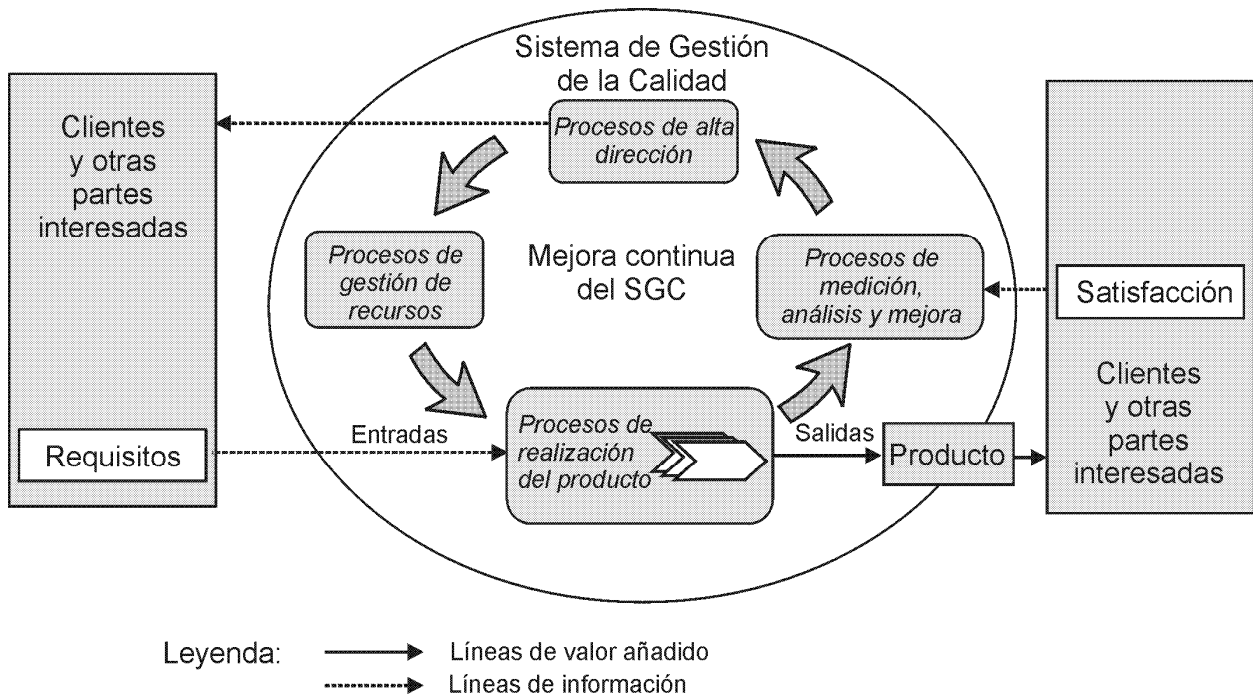 Sistema de Gestión
de la Calidad
Clientes
y otras
partes
interesadas
Requisitos
Procesos de alta
dirección
Procesos de
gestión de
recursos
Mejora continua
del SGC
Procesos de
medición,
análisis y mejora
Satisfacción
Clientes
y otras
partes
interesadas
Entradas
Procesos de
realización
del producto
Salidas
Producto
Leyenda:
Líneas de valor añadido
Líneas de información